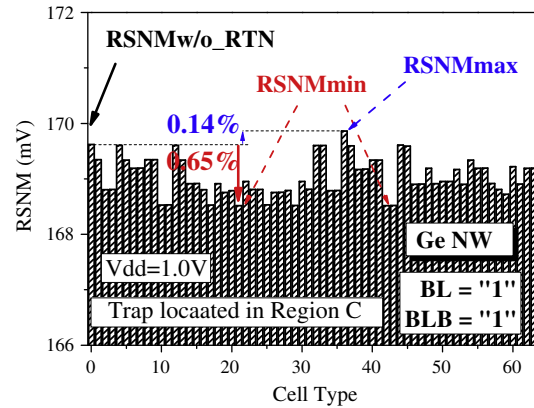 172
RSNMw/o_RTN
RSNMmax
RSNMmin
170
0.14%
0.65%
RSNM (mV)
168
Ge NW
Vdd=1.0V
BL = "1"
BLB = "1"
Trap locaated in Region C
166
0 10 20 30 40 50 60
Cell Type